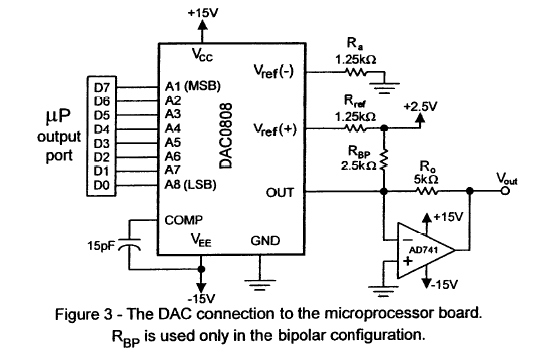 +15V
VCC
Ra
1.25kΩ
Vref(-)
D7
D6
D5
D4
D3
D2
D1
D0
A1 (MSB)
A2
A3
A4
A5
A6
A7
A8 (LSB)
µP
output
port
DAC0808
Rref
1.25kΩ
+2.5V
Vref(+)
RBP
2.5kΩ
Ro
5kΩ
Vout
OUT
+15V
AD741
-15V
COMP
15pF
VEE
GND
-15V
Figure 3 - The DAC connection to the microprocessor board.
RBP is used only in the bipolar configuration.